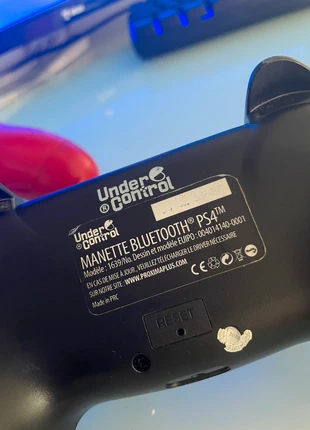 Under
® Control
Under
® Control
MANETTE BLUETOOTH® PS4™
Modèle : 1639/No. Dessin et modèle EUIPO : 004014140-0001
EN CAS DE MISE À JOUR, VEUILLEZ TÉLÉCHARGER LE DRIVER NÉCESSAIRE
SUR NOTRE SITE : WWW.PROXIMAPLUS.COM
Made in PRC
CE
RESET